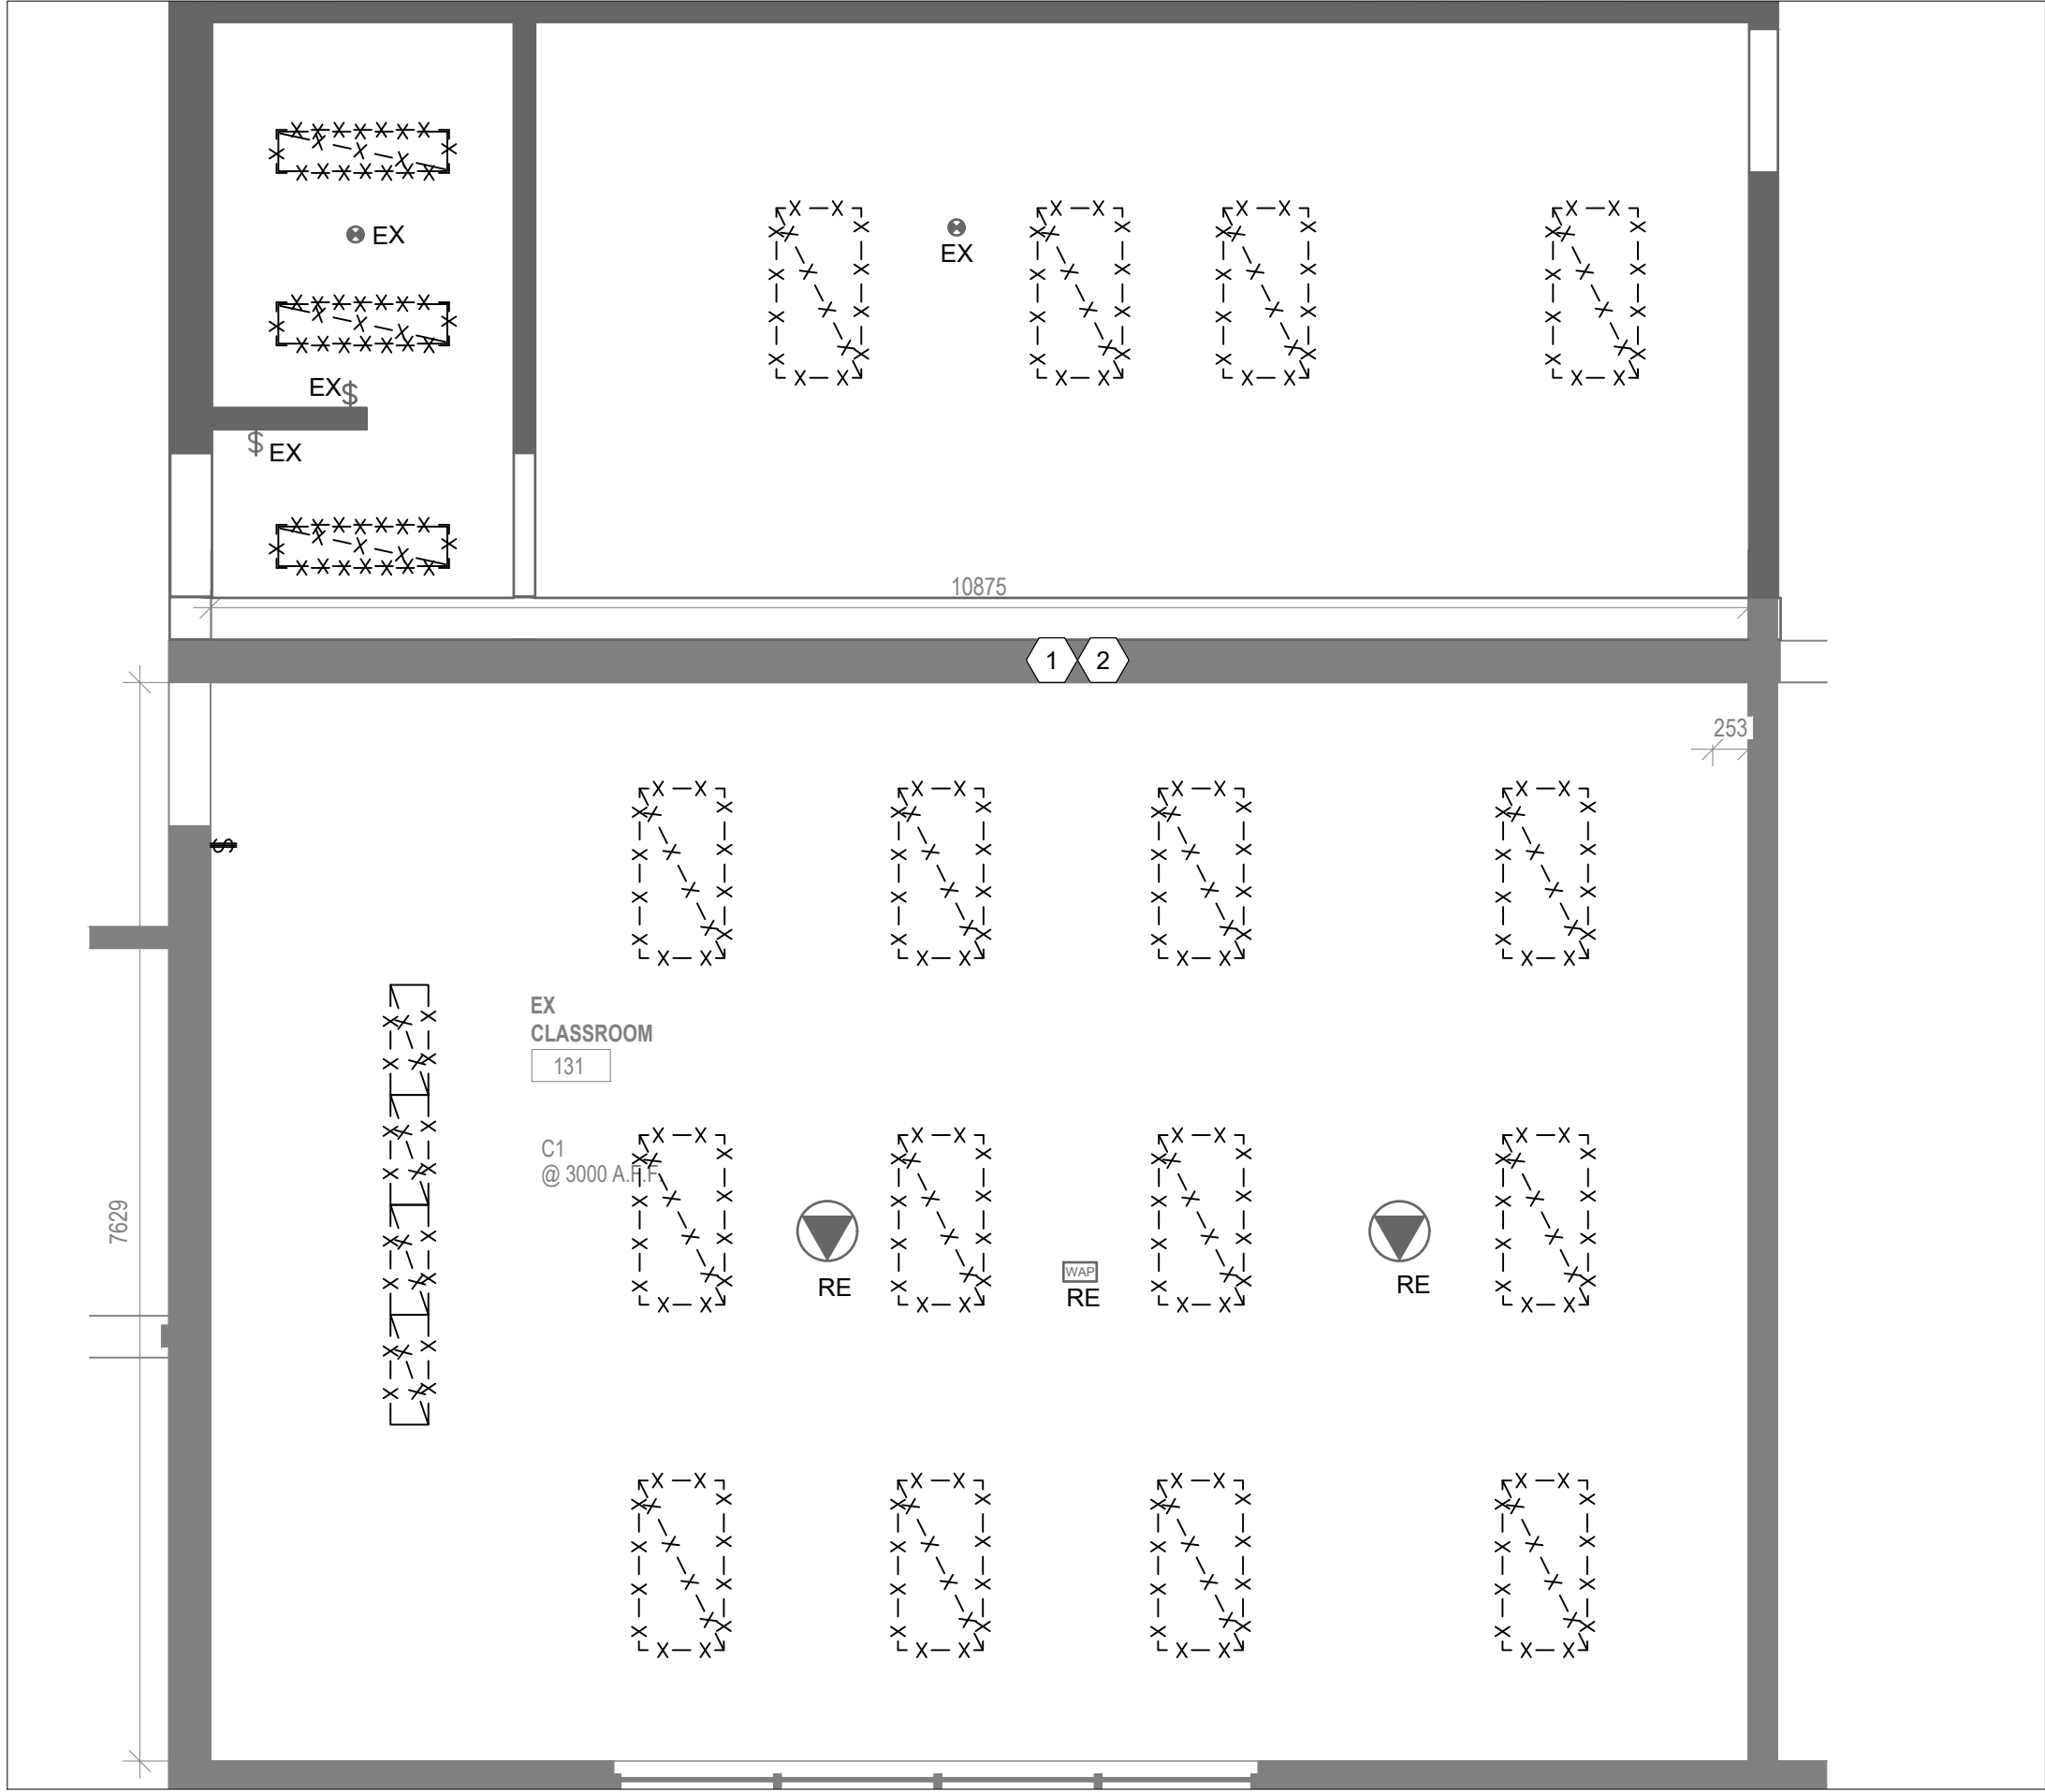 EX
EX
EX
$
$
EX
10875
1
2
253
$
EX
CLASSROOM
131
C1
@ 3000 A.F.F.
7629
WAP
RE
RE
RE